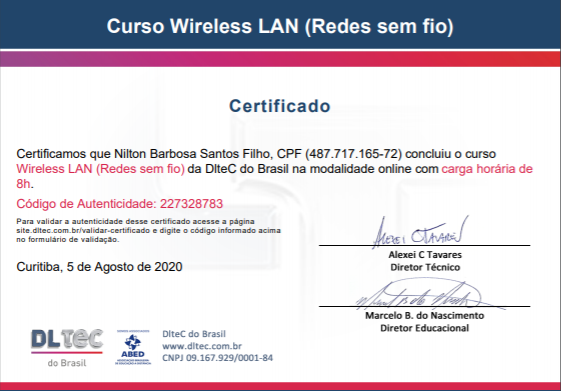 Curso Wireless LAN (Redes sem fio)
Certificado
Certificamos que Nilton Barbosa Santos Filho, CPF (487.717.165-72) concluiu o curso
Wireless LAN (Redes sem fio) da DlteC do Brasil na modalidade online com carga horária de
8h.
Código de Autenticidade: 227328783
Para validar a autenticidade desse certificado acesse a página
site.dltec.com.br/validar-certificado e digite o código informado acima
no formulário de validação.
Curitiba, 5 de Agosto de 2020
Alexei C Tavares
Diretor Técnico
Marcelo B. do Nascimento
Diretor Educacional
DLTEC
do Brasil
ABED
DlteC do Brasil
www.dltec.com.br
CNPJ 09.167.929/0001-84